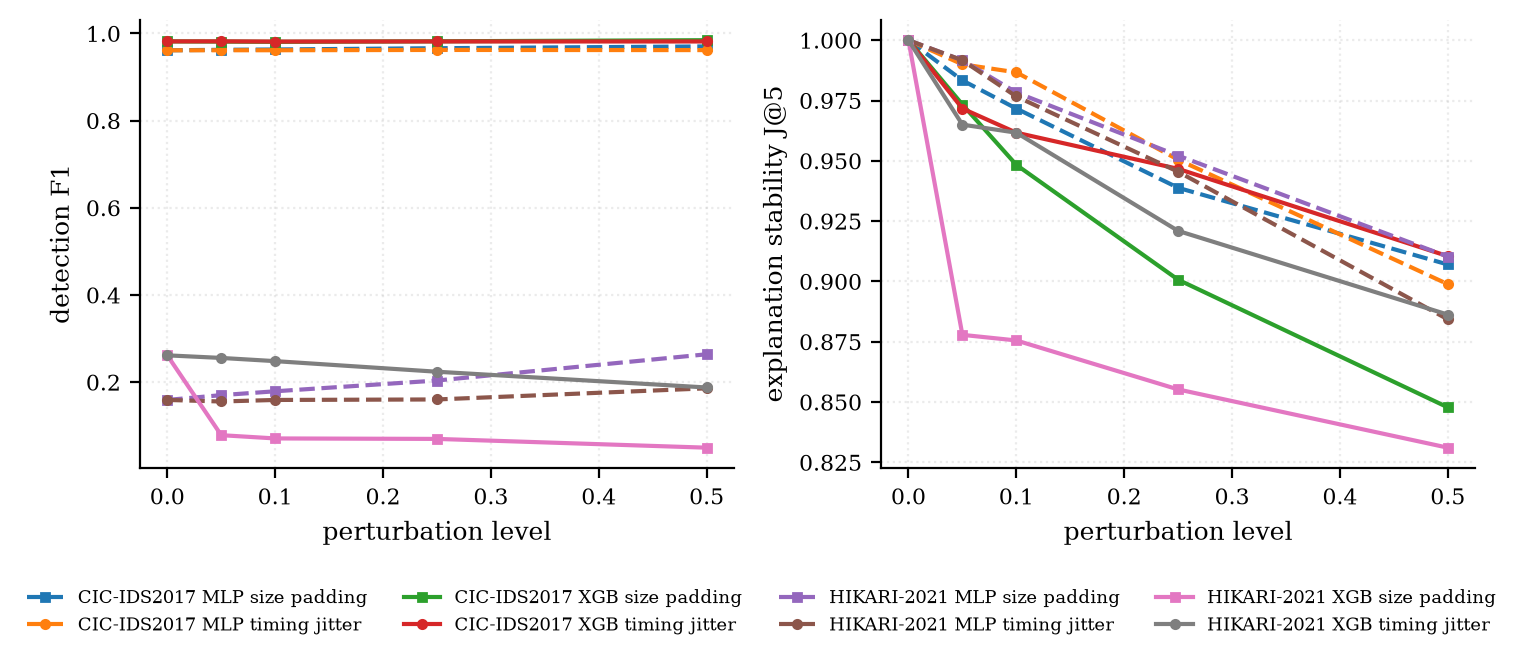 detection F1
1.0
0.8
0.6
0.4
0.2
0.0 0.1 0.2 0.3 0.4 0.5
perturbation level
explanation stability J@5
1.000
0.975
0.950
0.925
0.900
0.875
0.850
0.825
0.0 0.1 0.2 0.3 0.4 0.5
perturbation level
CIC-IDS2017 MLP size padding
CIC-IDS2017 MLP timing jitter
CIC-IDS2017 XGB size padding
CIC-IDS2017 XGB timing jitter
HIKARI-2021 MLP size padding
HIKARI-2021 MLP timing jitter
HIKARI-2021 XGB size padding
HIKARI-2021 XGB timing jitter